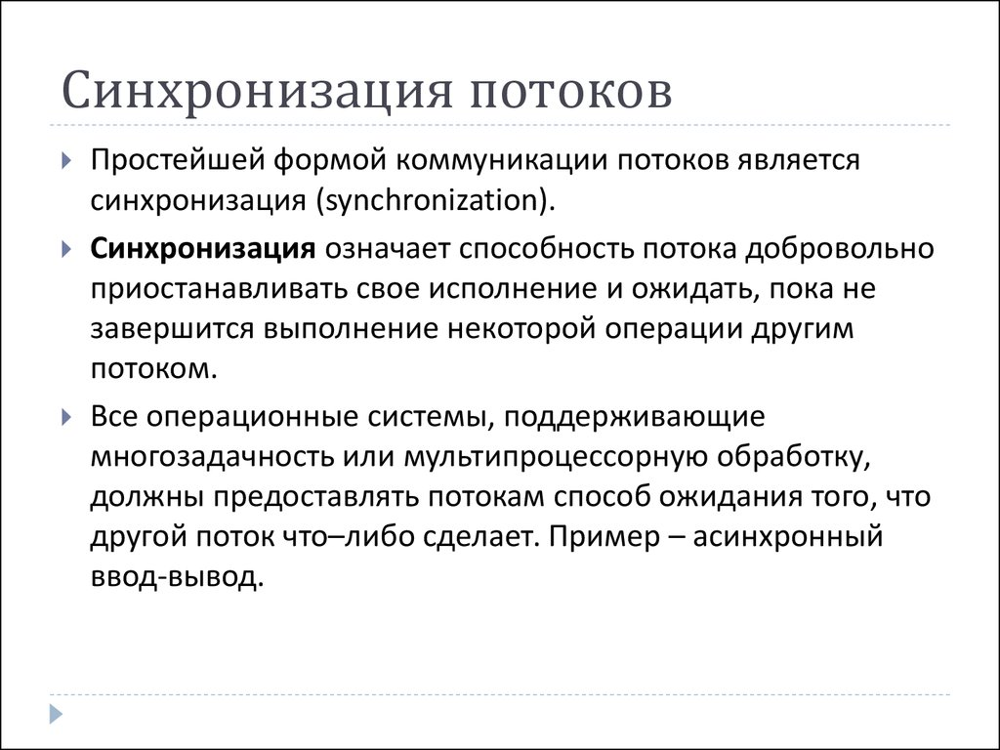 Синхронизация потоков
Простейшей формой коммуникации потоков является
синхронизация (synchronization).
Синхронизация означает способность потока добровольно
приостанавливать свое исполнение и ожидать, пока не
завершится выполнение некоторой операции другим
потоком.
Все операционные системы, поддерживающие
многозадачность или мультипроцессорную обработку,
должны предоставлять потокам способ ожидания того, что
другой поток что–либо сделает. Пример – асинхронный
ввод-вывод.